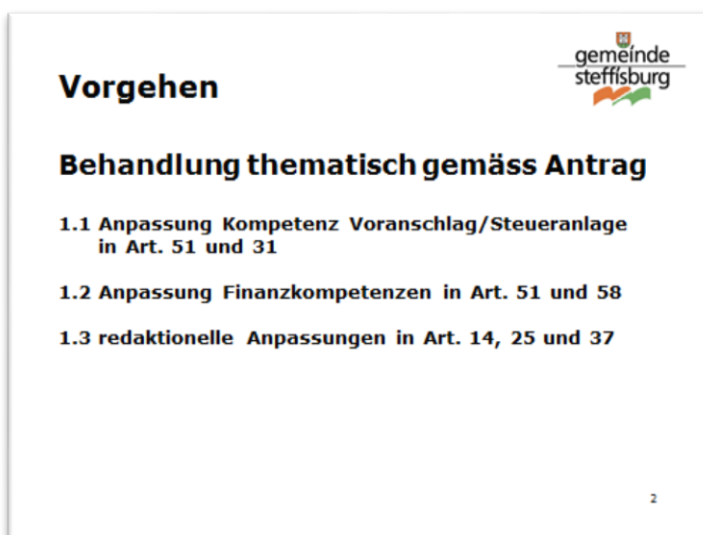 gemeinde
steffisburg
Vorgehen
Behandlung thematisch gemäss Antrag
1.1 Anpassung Kompetenz Voranschlag/Steueranlage
in Art. 51 und 31
1.2 Anpassung Finanzkompetenzen in Art. 51 und 58
1.3 redaktionelle Anpassungen in Art. 14, 25 und 37
2